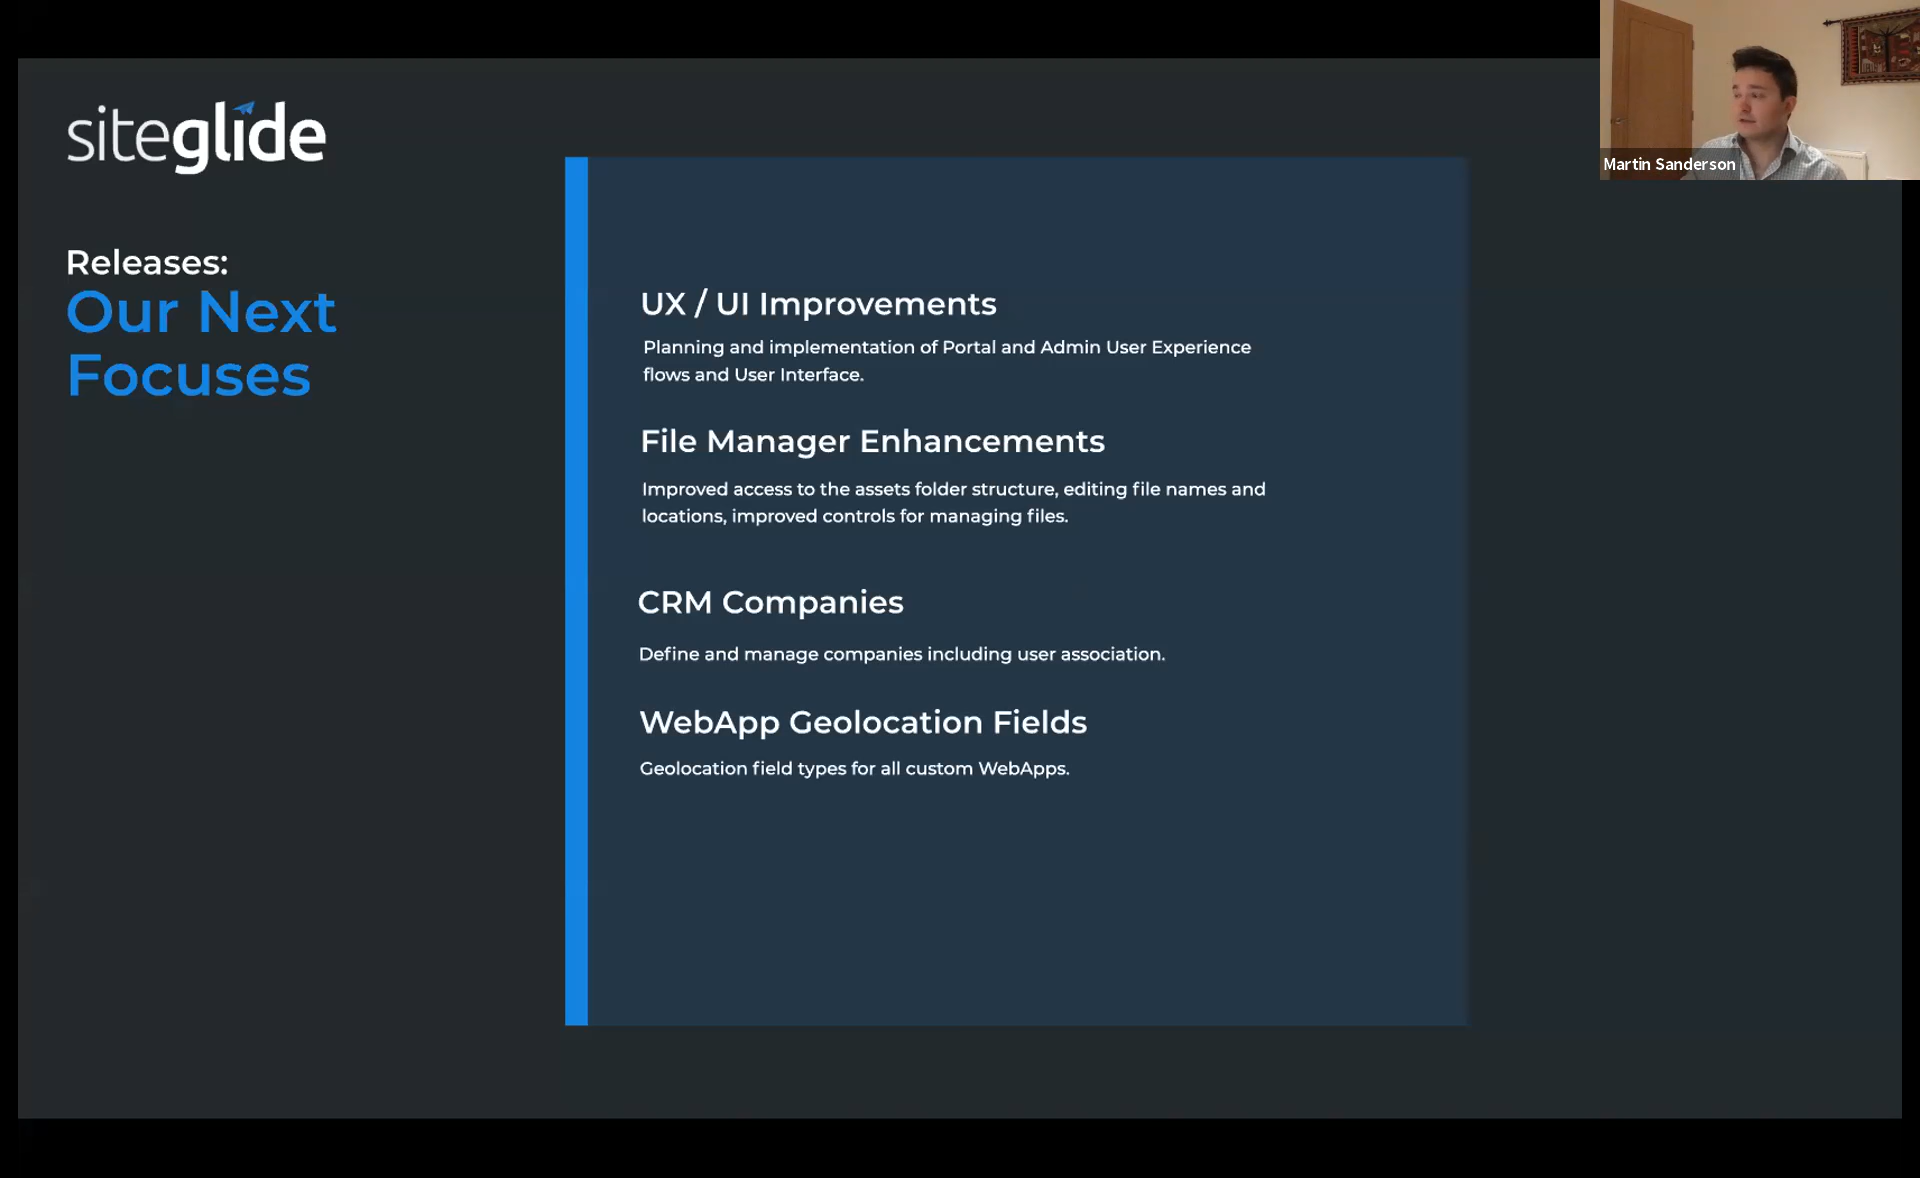 siteglide
Releases:
Our Next
Focuses
UX / UI Improvements
Planning and implementation of Portal and Admin User Experience
flows and User Interface.
File Manager Enhancements
Improved access to the assets folder structure, editing file names and
locations, improved controls for managing files.
CRM Companies
Define and manage companies including user association.
WebApp Geolocation Fields
Geolocation field types for all custom WebApps.
Martin Sanderson